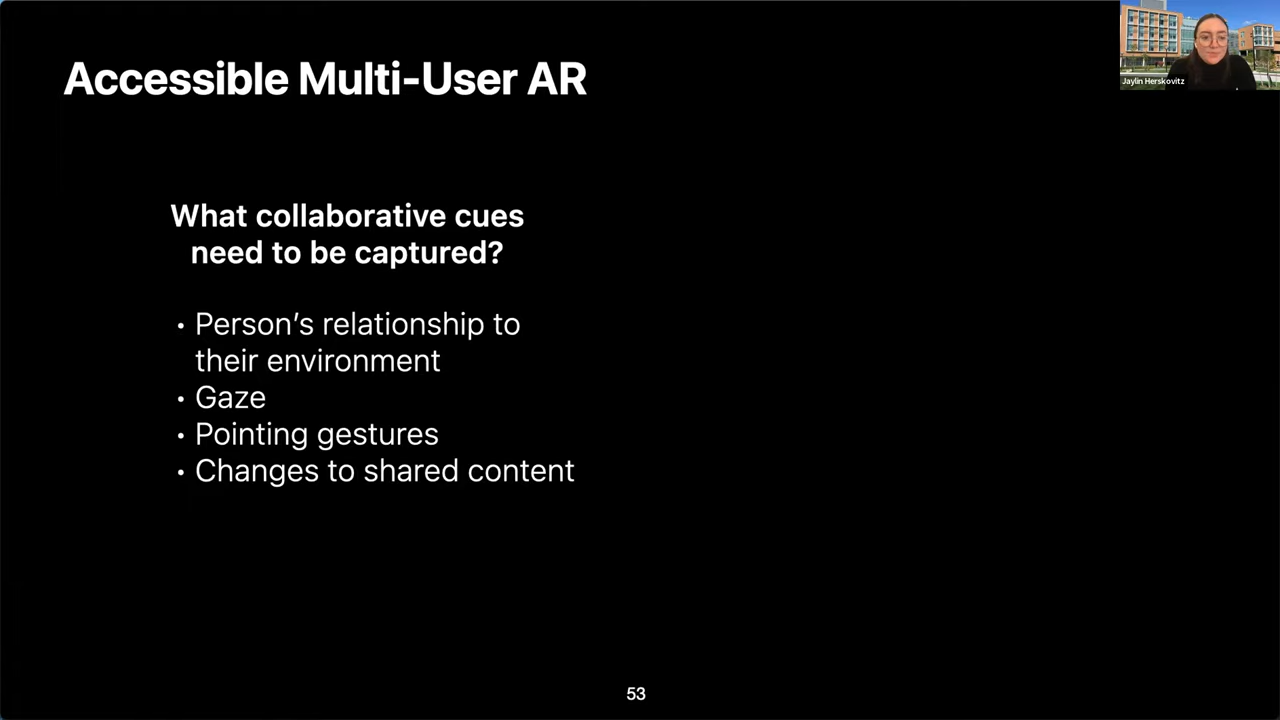 Accessible Multi-User AR
Jaylin Herskovitz
What collaborative cues
need to be captured?
• Person’s relationship to
their environment
• Gaze
• Pointing gestures
• Changes to shared content
53